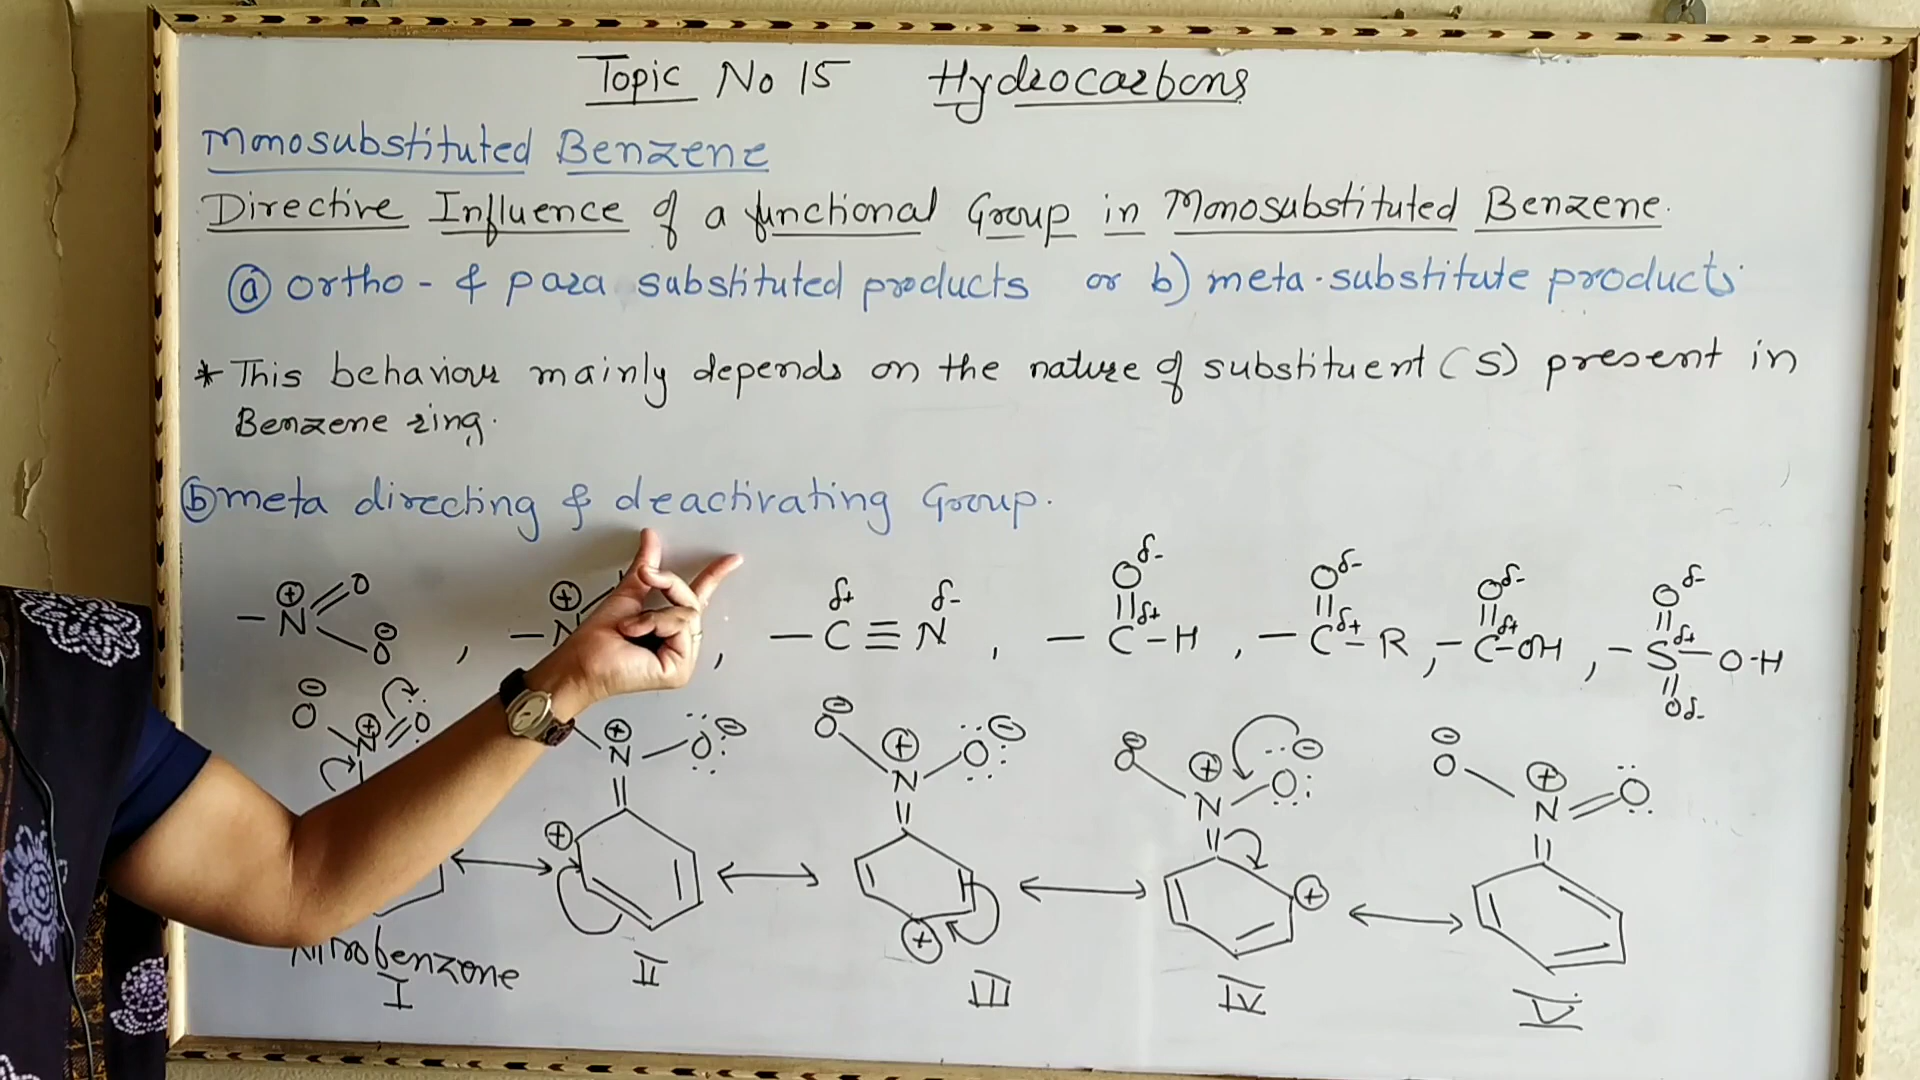 Topic No 15 Hydrocarbons
Monosubstituted Benzene
Directive Influence of a functional Group in Monosubstituted Benzene.
(a) ortho - & para substituted products or b) meta-substitute products
* This behaviour mainly depends on the nature of substituent (S) present in
Benzene ring.
(b) meta directing & deactivating Group.
δ- δ- δ- δ-
⊕ O ⊕ δ+ δ- O O O O
- N O ⊖ , - N , - C ≡ N , - C δ+ - H , - C δ+ - R , - C δ+ - OH , - S δ+ - O-H
O δ-
⊖ O ⊕ N O ⊕ N O ⊖ ⊖ O ⊕ N O ⊖ ⊖ O ⊕ N O ⊖ ⊖ O ⊕ N O
⊕ ⊕ ⊕
Nitrobenzene
I II III IV V